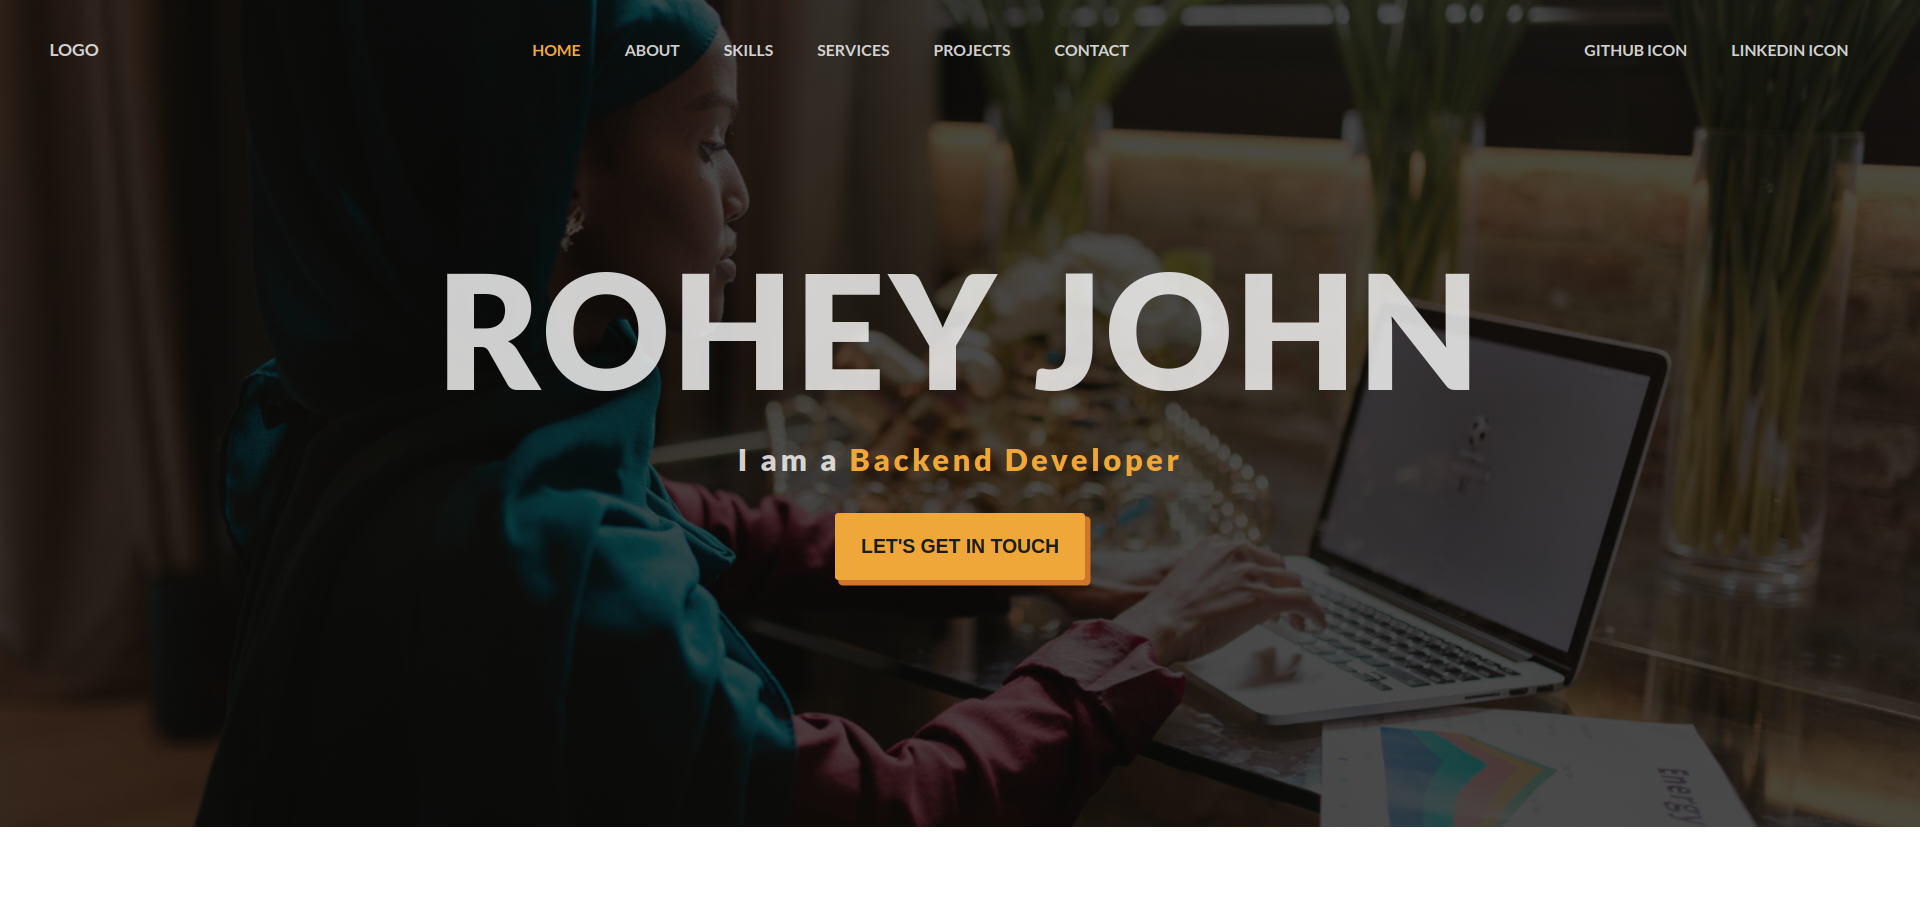 LOGO HOME ABOUT SKILLS SERVICES PROJECTS CONTACT GITHUB ICON LINKEDIN ICON
ROHEY JOHN
I am a Backend Developer
LET'S GET IN TOUCH
Energy